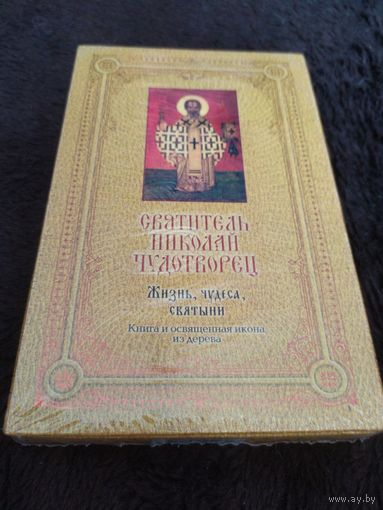 СВЯТИТЕЛЬ
НИКОЛАЙ
ЧУДОТВОРЕЦ
Жизнь, чудеса,
святыни
Книга и освященная икона
из дерева
www.ay.by